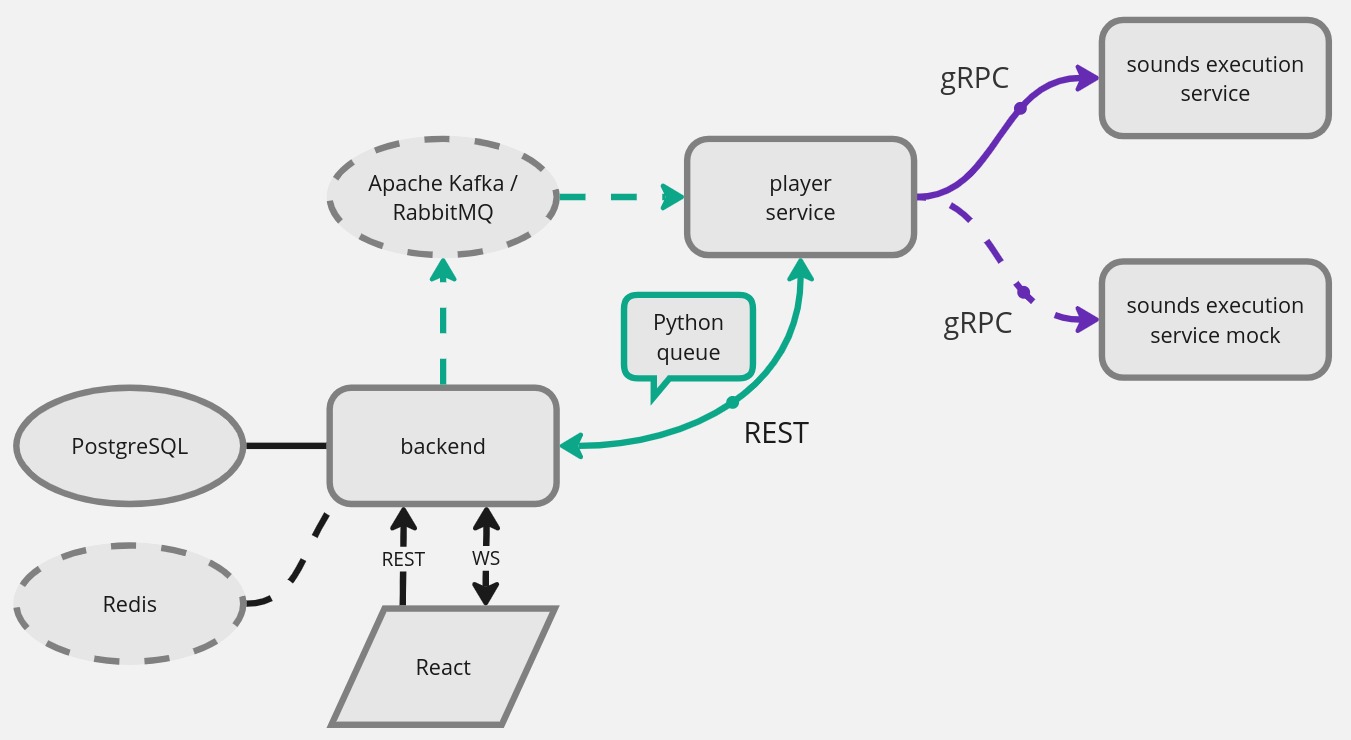 gRPC
sounds execution
service
Apache Kafka /
RabbitMQ
player
service
Python
queue
gRPC
sounds execution
service mock
REST
PostgreSQL
backend
REST
WS
Redis
React